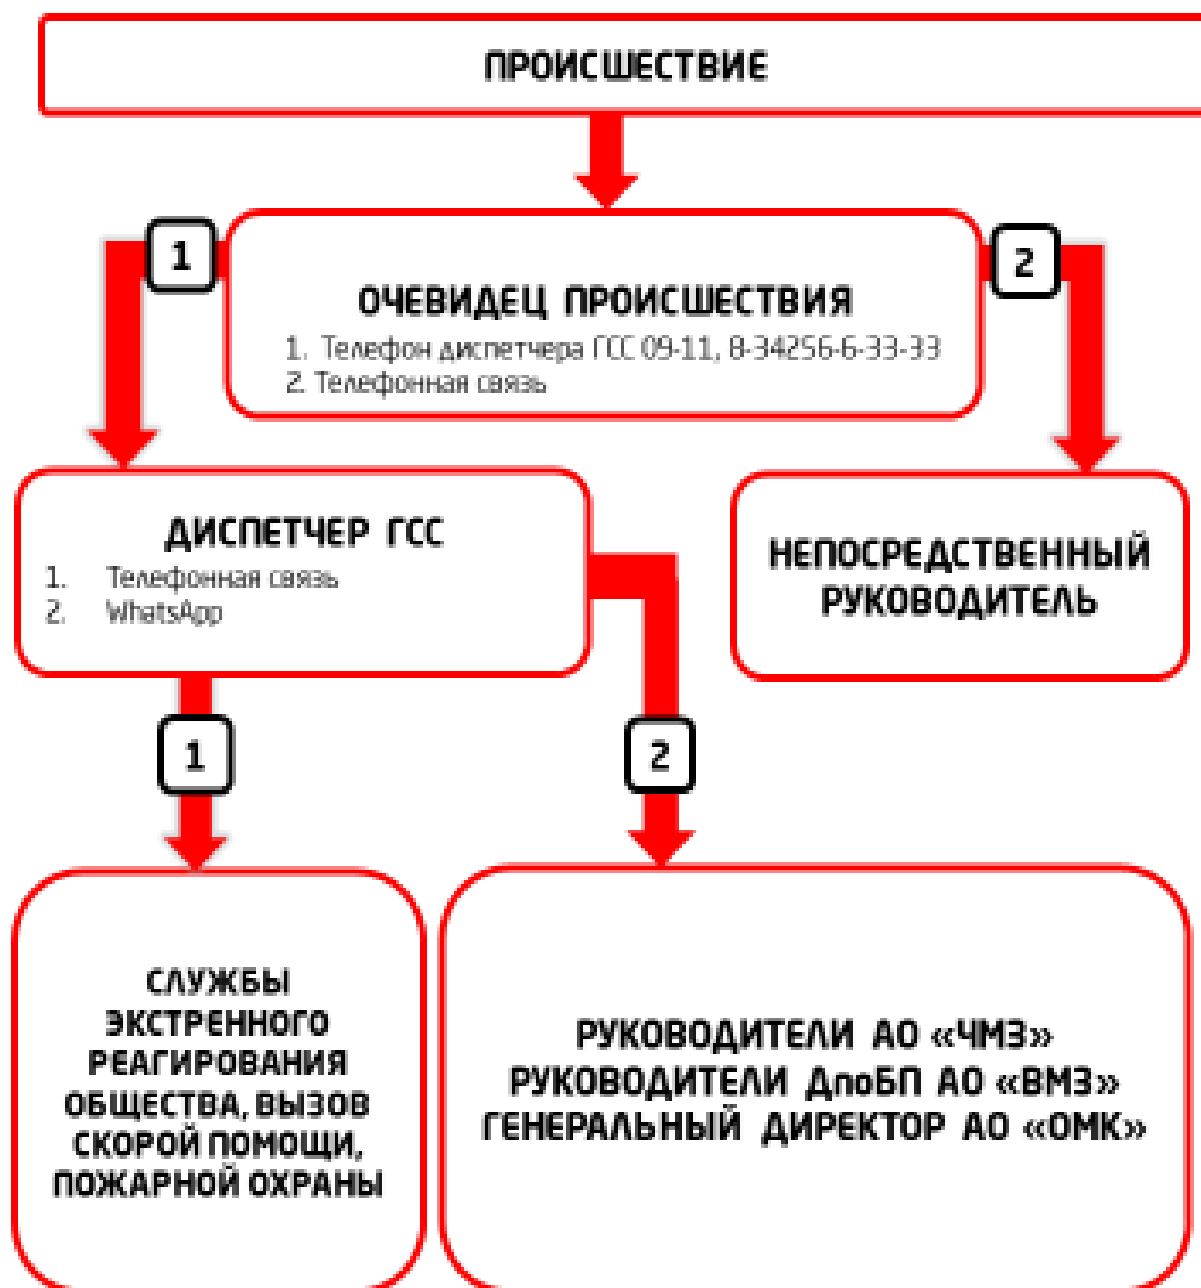 ПРОИСШЕСТВИЕ
1
2
ОЧЕВИДЕЦ ПРОИСШЕСТВИЯ
1. Телефон диспетчера ГСС 09-11, 8-34256-6-33-33
2. Телефонная связь
ДИСПЕТЧЕР ГСС
1. Телефонная связь
2. WhatsApp
НЕПОСРЕДСТВЕННЫЙ
РУКОВОДИТЕЛЬ
1
2
СЛУЖБЫ
ЭКСТРЕННОГО
РЕАГИРОВАНИЯ
ОБЩЕСТВА, ВЫЗОВ
СКОРОЙ ПОМОЩИ,
ПОЖАРНОЙ ОХРАНЫ
РУКОВОДИТЕЛИ АО «ЧМЗ»
РУКОВОДИТЕЛИ ДпоБП АО «ВМЗ»
ГЕНЕРАЛЬНЫЙ ДИРЕКТОР АО «ОМК»